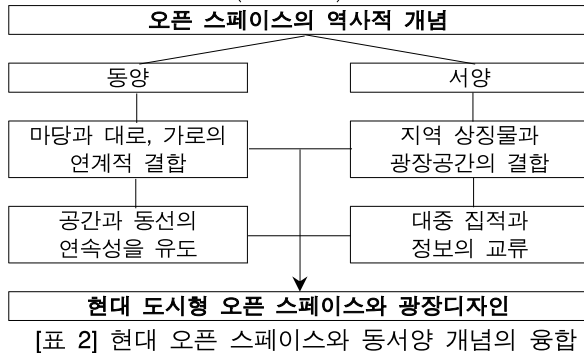 오픈 스페이스의 역사적 개념
동양
서양
마당과 대로, 가로의
연계적 결합
지역 상징물과
광장공간의 결합
공간과 동선의
연속성을 유도
대중 집적과
정보의 교류
현대 도시형 오픈 스페이스와 광장디자인
[표 2] 현대 오픈 스페이스와 동서양 개념의 융합